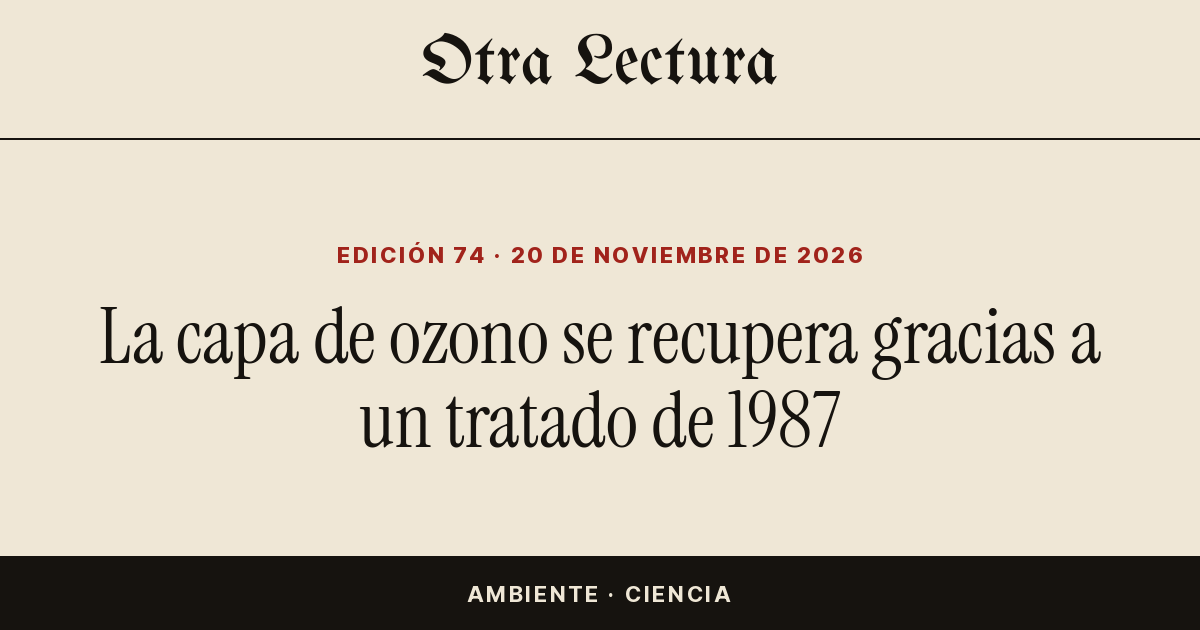 Otra Lectura
EDICIÓN 74 · 20 DE NOVIEMBRE DE 2026
La capa de ozono se recupera gracias a
un tratado de 1987
AMBIENTE · CIENCIA